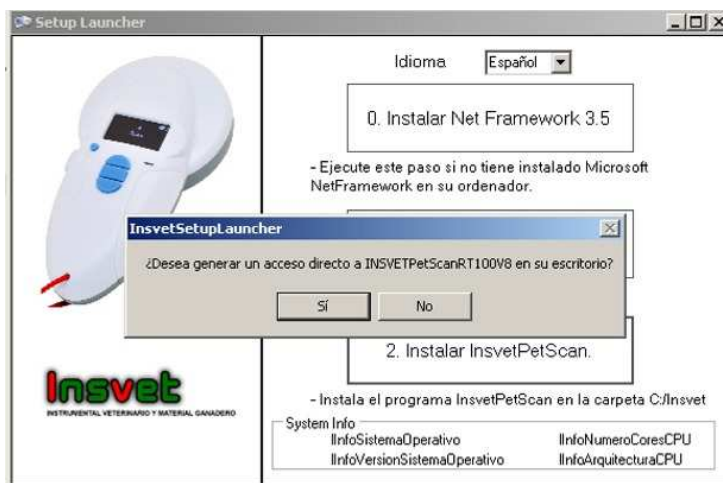 Setup Launcher
Idioma
Español
0. Instalar Net Framework 3.5
- Ejecute este paso si no tiene instalado Microsoft
NetFramework en su ordenador.
InsvetSetupLauncher
¿Desea generar un acceso directo a INSVETPetScanRT100V8 en su escritorio?
Sí
No
2. Instalar InsvetPetScan.
- Instala el programa InsvetPetScan en la carpeta C:/Insvet
Insvet
INSTRUMENTAL VETERINARIO Y MATERIAL GANADERO
System Info
lInfoSistemaOperativo
lInfoNumeroCoresCPU
lInfoVersionSistemaOperativo
lInfoArquitecturaCPU